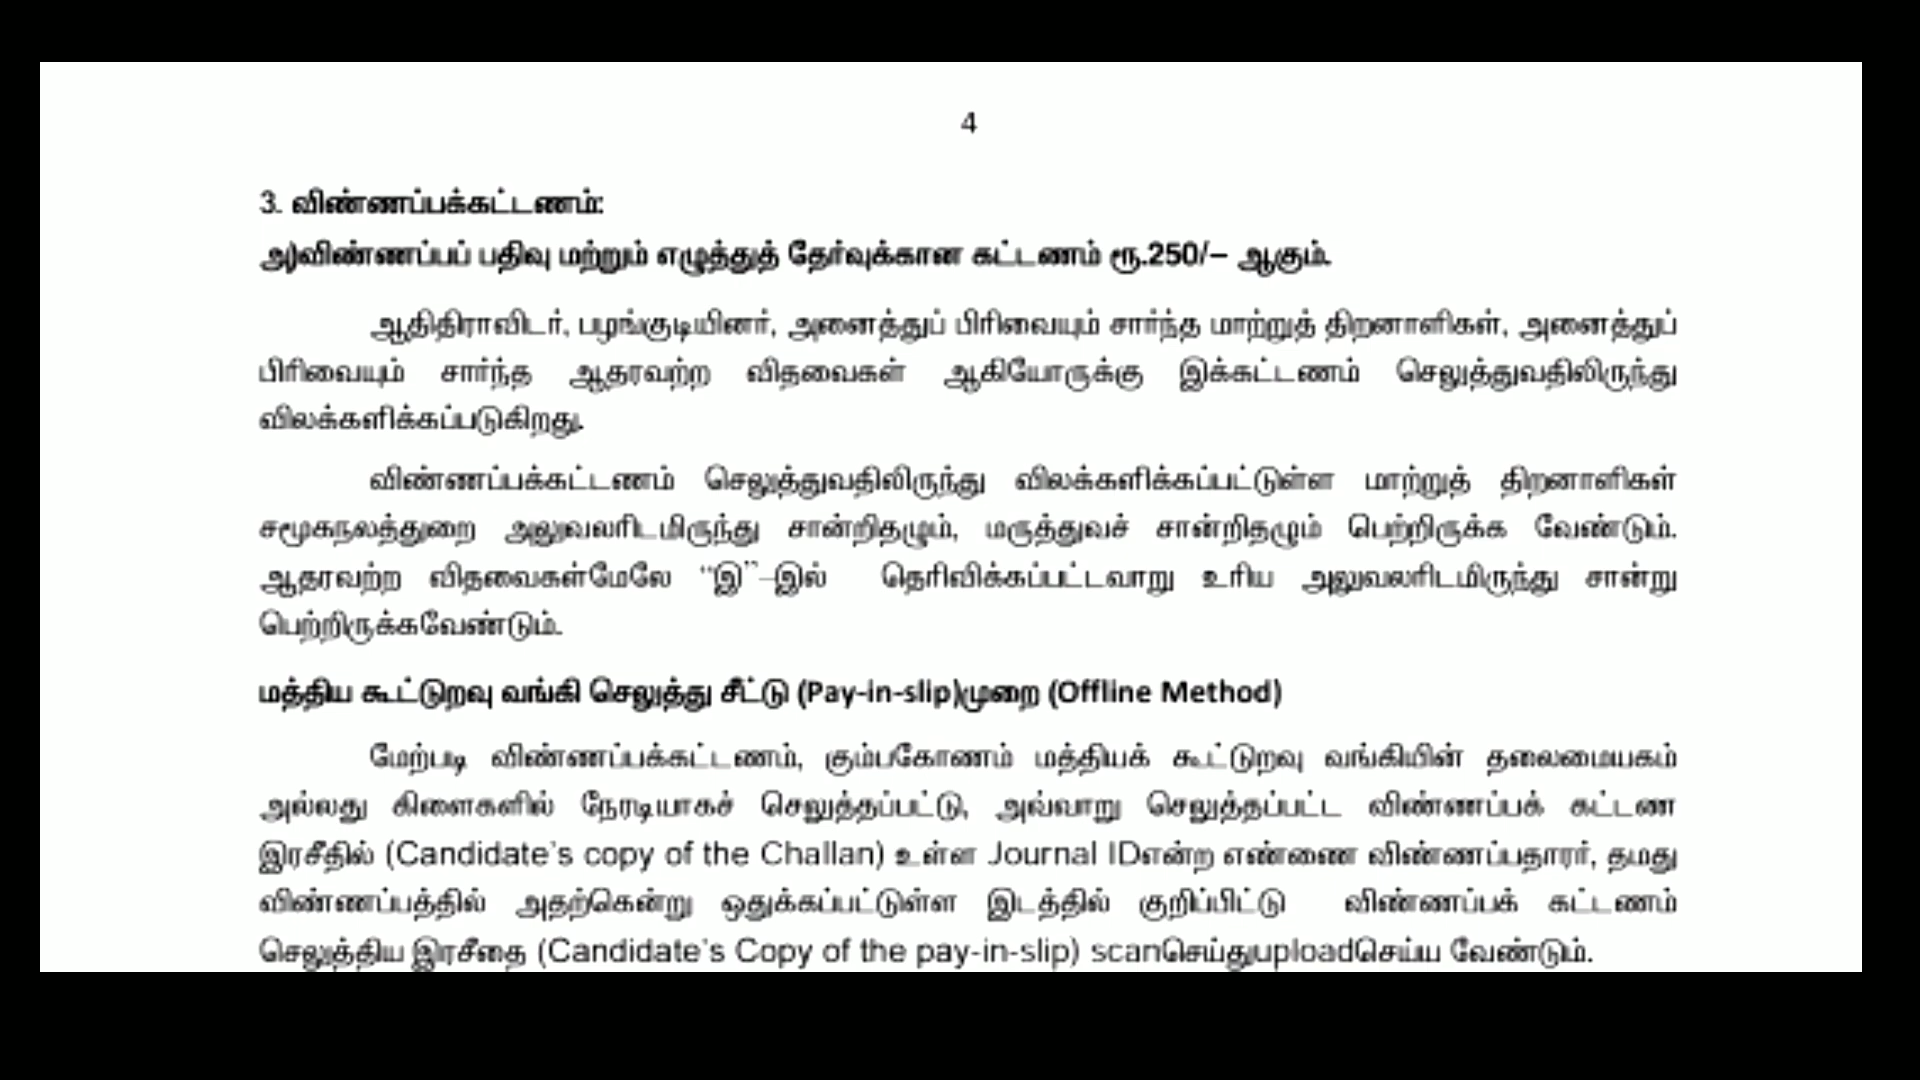 4
3. விண்ணப்பக்கட்டணம்:
அ)விண்ணப்பப் பதிவு மற்றும் எழுத்துத் தேர்வுக்கான கட்டணம் ரூ.250/– ஆகும்.
ஆதிதிராவிடர், பழங்குடியினர், அனைத்துப் பிரிவையும் சார்ந்த மாற்றுத் திறனாளிகள், அனைத்துப்
பிரிவையும் சார்ந்த ஆதரவற்ற விதவைகள் ஆகியோருக்கு இக்கட்டணம் செலுத்துவதிலிருந்து
விலக்களிக்கப்படுகிறது.
விண்ணப்பக்கட்டணம் செலுத்துவதிலிருந்து விலக்களிக்கப்பட்டுள்ள மாற்றுத் திறனாளிகள்
சமூகநலத்துறை அலுவலரிடமிருந்து சான்றிதழும், மருத்துவச் சான்றிதழும் பெற்றிருக்க வேண்டும்.
ஆதரவற்ற விதவைகள்மேலே “இ”–இல் தெரிவிக்கப்பட்டவாறு உரிய அலுவலரிடமிருந்து சான்று
பெற்றிருக்கவேண்டும்.
மத்திய கூட்டுறவு வங்கி செலுத்து சீட்டு (Pay-in-slip)முறை (Offline Method)
மேற்படி விண்ணப்பக்கட்டணம், கும்பகோணம் மத்தியக் கூட்டுறவு வங்கியின் தலைமையகம்
அல்லது கிளைகளில் நேரடியாகச் செலுத்தப்பட்டு, அவ்வாறு செலுத்தப்பட்ட விண்ணப்பக் கட்டண
இரசீதில் (Candidate's copy of the Challan) உள்ள Journal IDஎன்ற எண்ணை விண்ணப்பதாரர், தமது
விண்ணப்பத்தில் அதற்கென்று ஒதுக்கப்பட்டுள்ள இடத்தில் குறிப்பிட்டு விண்ணப்பக் கட்டணம்
செலுத்திய இரசீதை (Candidate's Copy of the pay-in-slip) scanசெய்துuploadசெய்ய வேண்டும்.